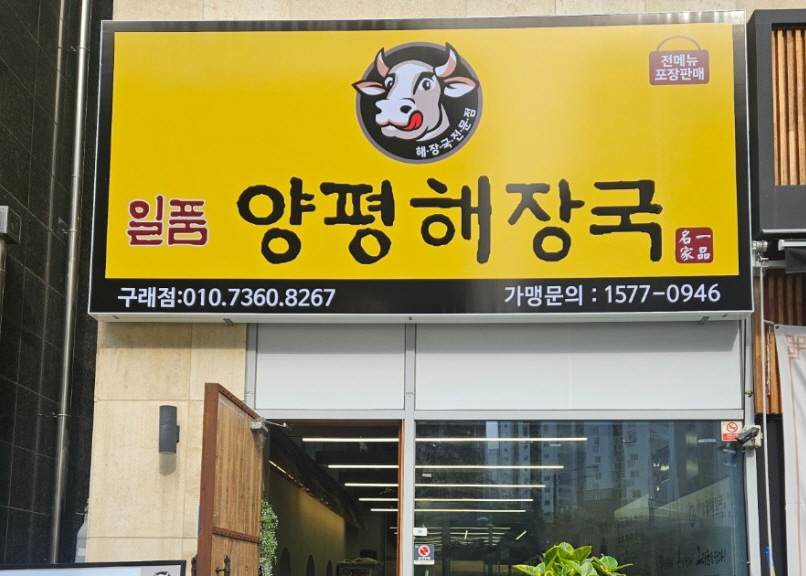 전메뉴
포장판매
해·장·국·전·문·점
일품 양평해장국
一品
名家
구래점:010.7360.8267
가맹문의 : 1577-0946